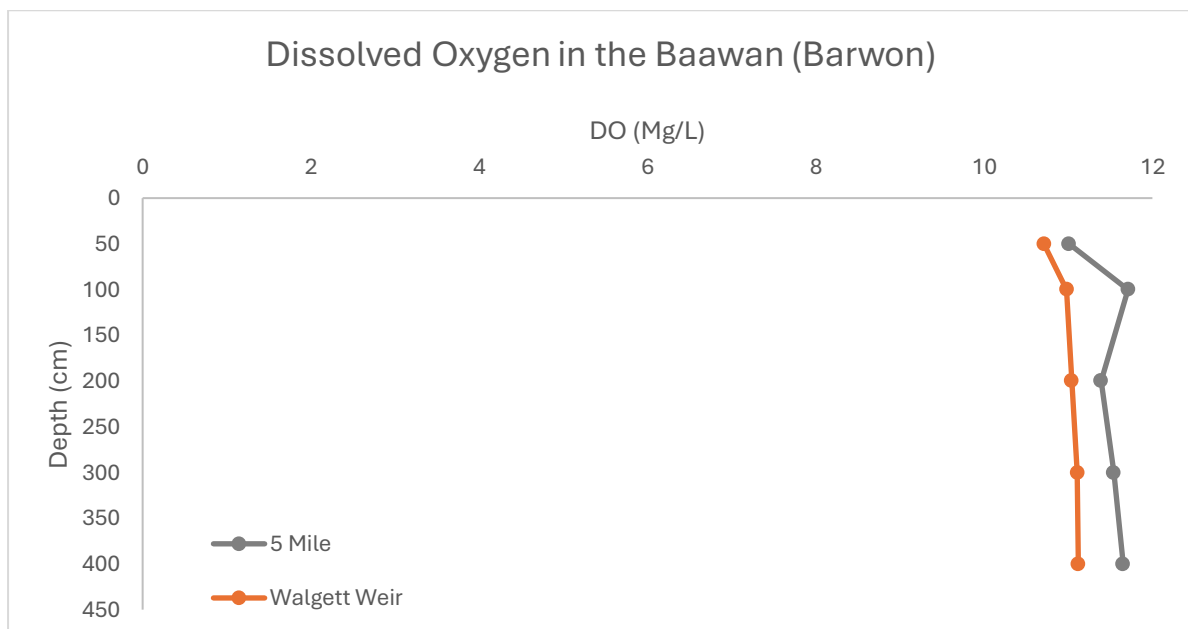 Dissolved Oxygen in the Baawan (Barwon)
DO (Mg/L)
0 2 4 6 8 10 12
0
50
100
150
200
250
300
350
400
450
Depth (cm)
5 Mile
Walgett Weir